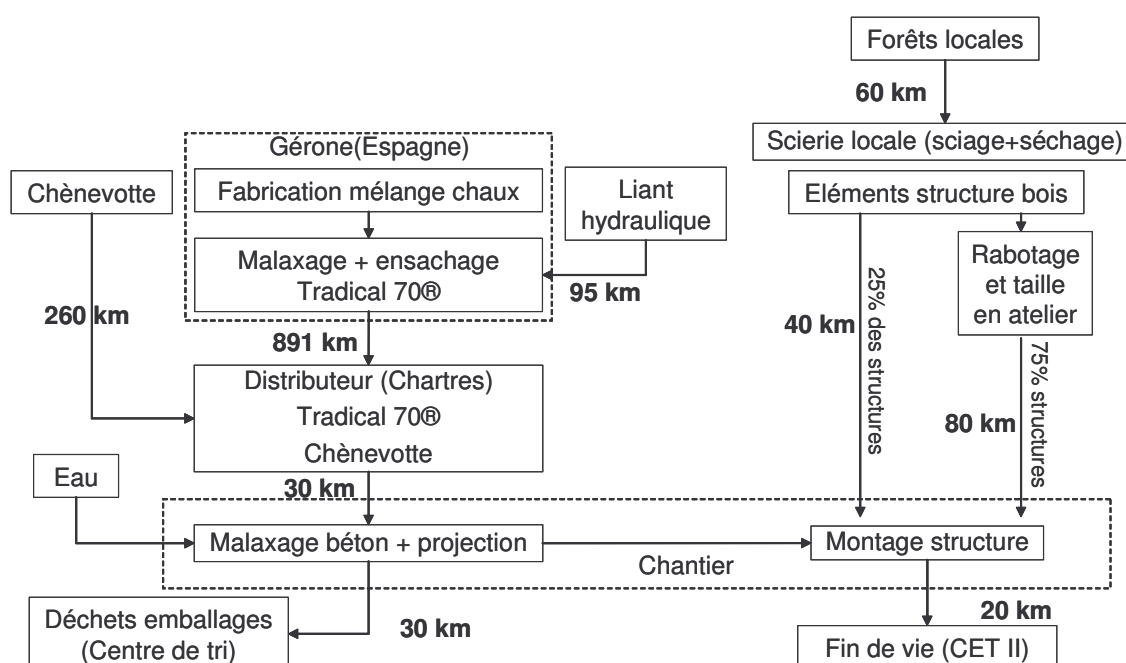 Forêts locales
60 km
Scierie locale (sciage+séchage)
Gérone(Espagne)
Fabrication mélange chaux
Chènevotte
Liant
hydraulique
Eléments structure bois
Malaxage + ensachage
Tradical 70®
95 km
Rabotage
et taille
en atelier
260 km
891 km
40 km
25% des structures
80 km
75% structures
Distributeur (Chartres)
Tradical 70®
Chènevotte
Eau
30 km
Malaxage béton + projection
Chantier
Montage structure
Déchets emballages
(Centre de tri)
30 km
20 km
Fin de vie (CET II)